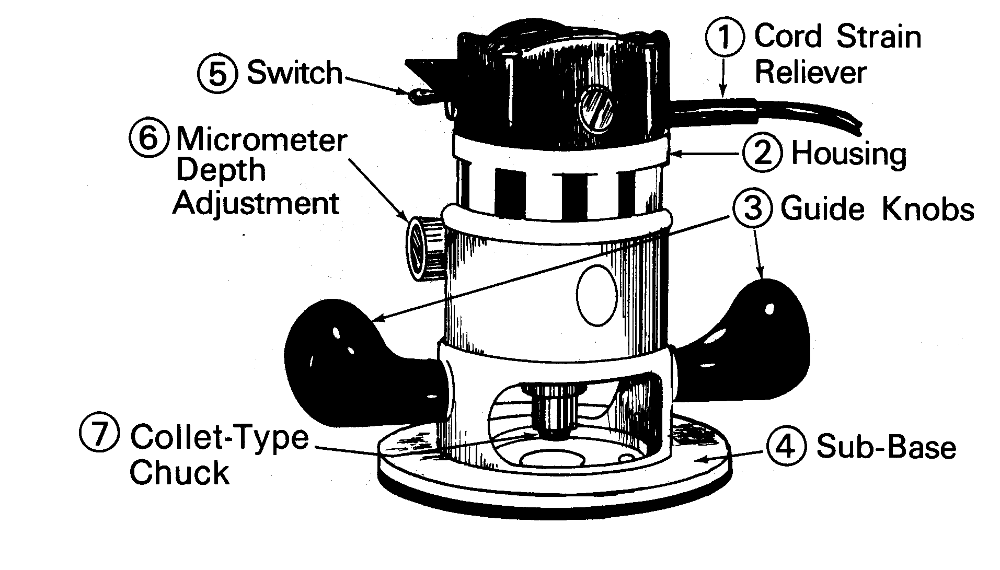 1 Cord Strain
Reliever
2 Housing
3 Guide Knobs
4 Sub-Base
5 Switch
6 Micrometer
Depth
Adjustment
7 Collet-Type
Chuck